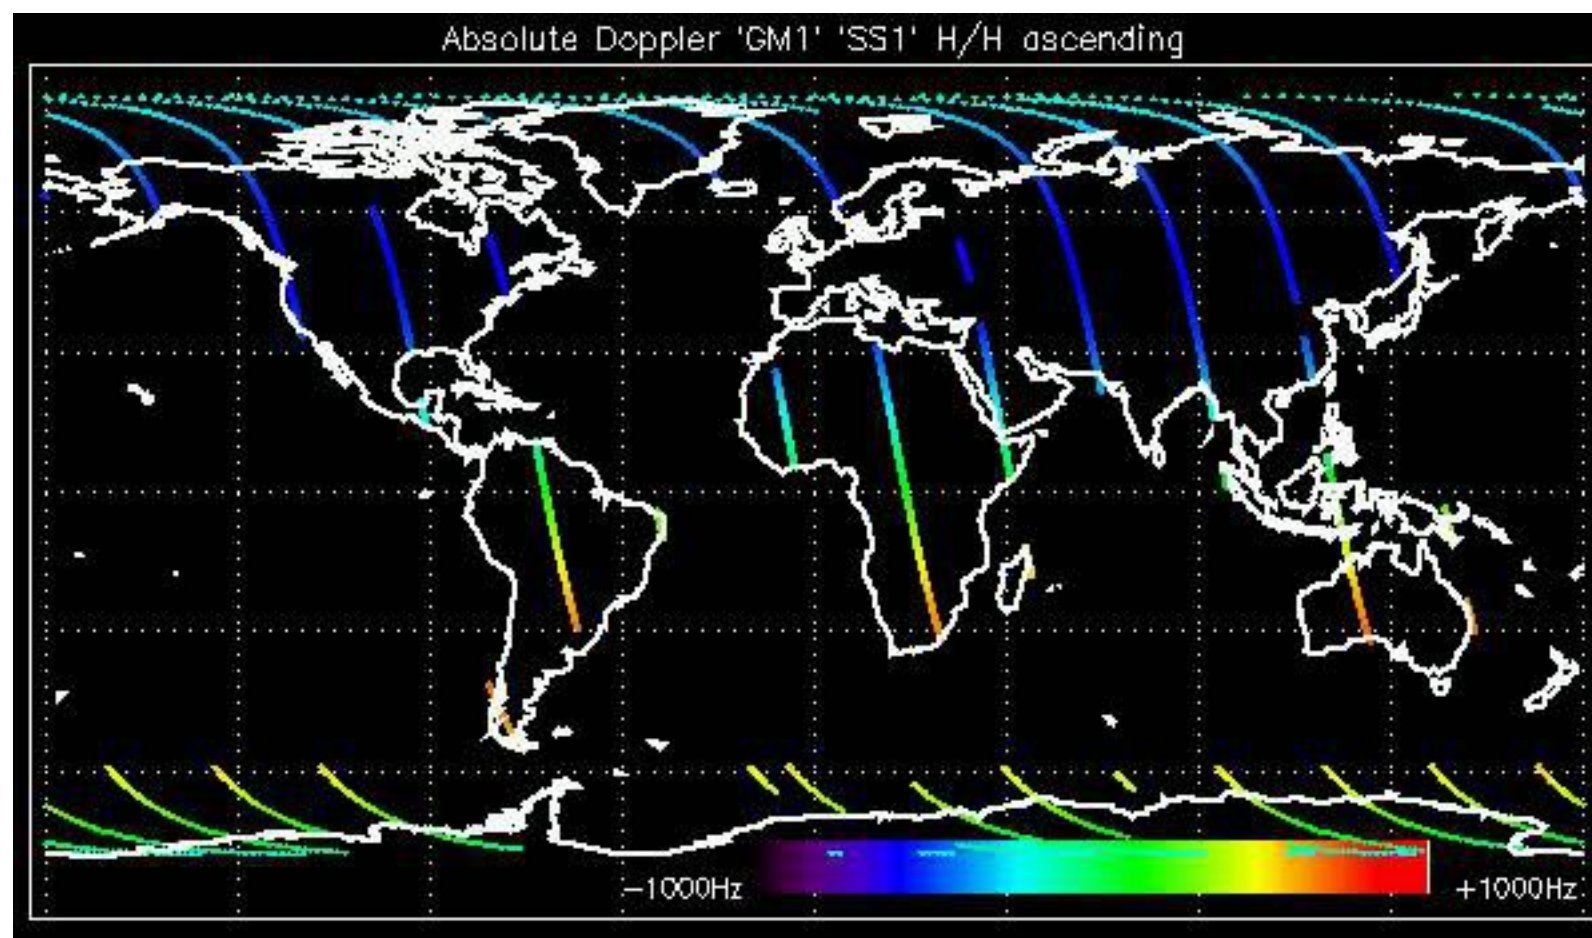 Absolute Doppler 'GM1' 'SS1' H/H ascending
−1000Hz
+1000Hz